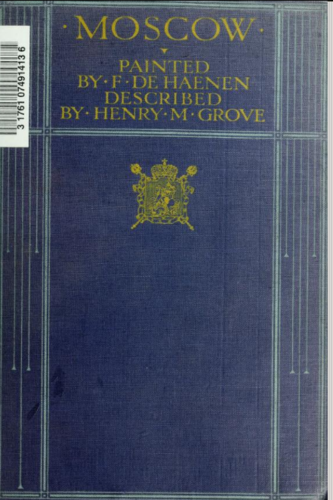 ·MOSCOW·
PAINTED
BY·F·DE HAENEN
DESCRIBED
BY·HENRY·M·GROVE
3 1761 07491413 6